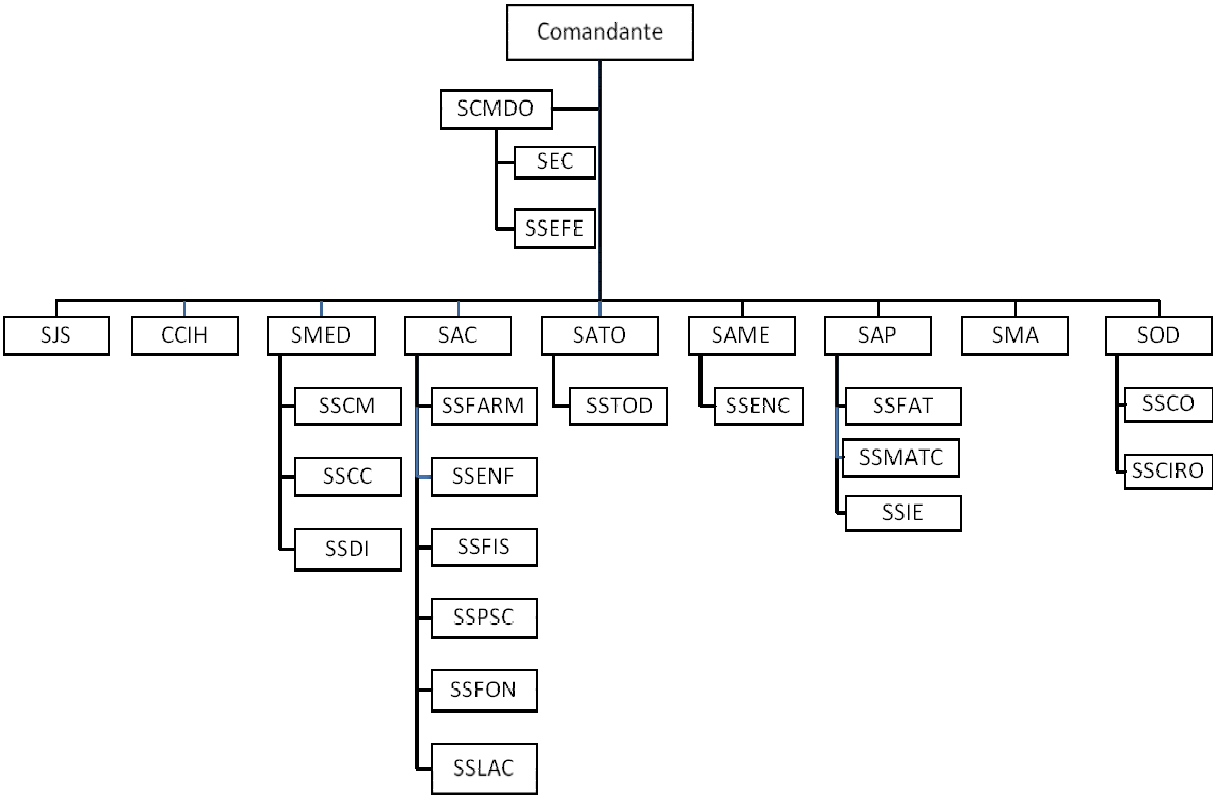 Comandante
SCMDO
SEC
SSEFE
SJS
CCIH
SMED
SAC
SATO
SAME
SAP
SMA
SOD
SSCM
SSFARM
SSTOD
SSENC
SSFAT
SSCO
SSMATC
SSCC
SSENF
SSCIRO
SSIE
SSDI
SSFIS
SSPSC
SSFON
SSLAC